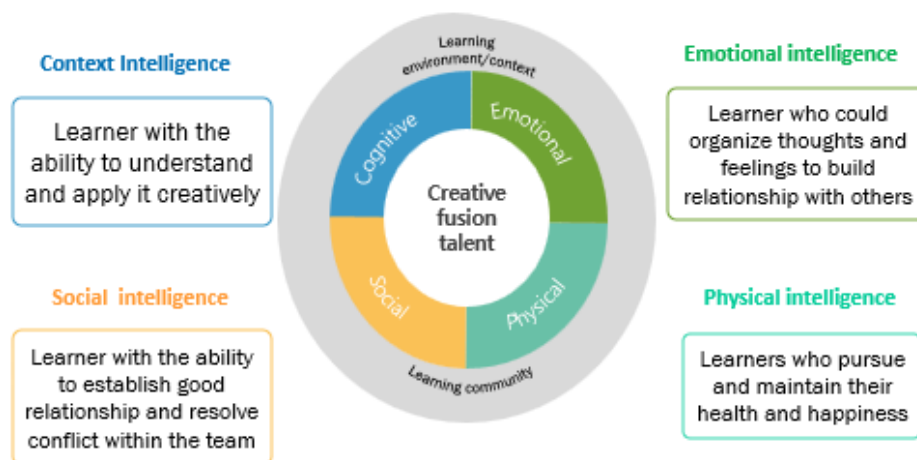 Context Intelligence
Learner with the
ability to understand
and apply it creatively
Social intelligence
Learner with the ability
to establish good
relationship and resolve
conflict within the team
Learning
environment/context
Cognitive
Emotional
Creative
fusion
talent
Social
Physical
Learning community
Emotional intelligence
Learner who could
organize thoughts and
feelings to build
relationship with others
Physical intelligence
Learners who pursue
and maintain their
health and happiness